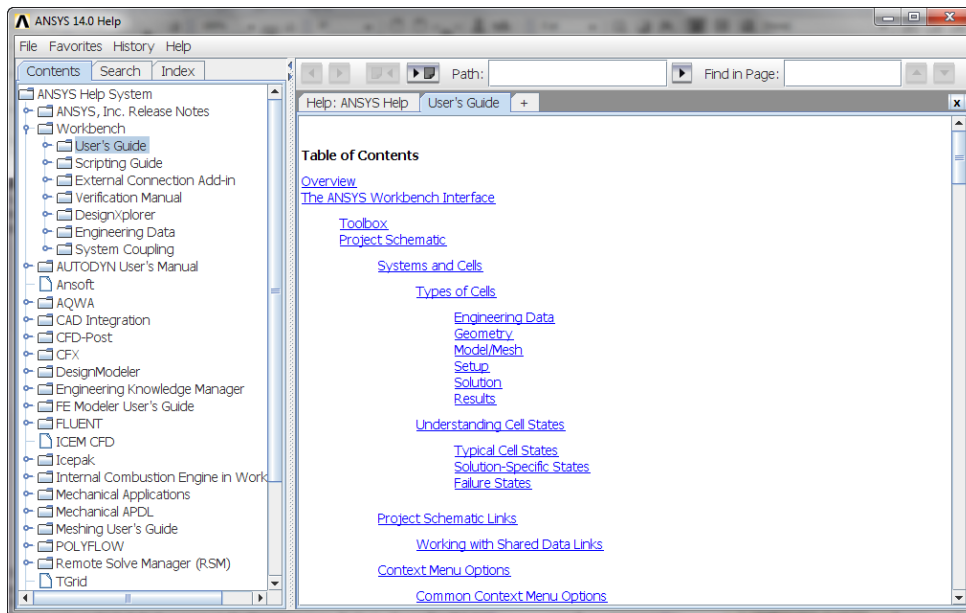 ANSYS 14.0 Help
File Favorites History Help
Contents Search Index
ANSYS Help System
ANSYS, Inc. Release Notes
Workbench
User's Guide
Scripting Guide
External Connection Add-in
Verification Manual
DesignXplorer
Engineering Data
System Coupling
AUTODYN User's Manual
Ansoft
AQWA
CAD Integration
CFD-Post
CFX
DesignModeler
Engineering Knowledge Manager
FE Modeler User's Guide
FLUENT
ICEM CFD
Icepak
Internal Combustion Engine in Work
Mechanical Applications
Mechanical APDL
Meshing User's Guide
POLYFLOW
Remote Solve Manager (RSM)
TGrid
Path: Find in Page:
Help: ANSYS Help User's Guide + x
Table of Contents
Overview
The ANSYS Workbench Interface
Toolbox
Project Schematic
Systems and Cells
Types of Cells
Engineering Data
Geometry
Model/Mesh
Setup
Solution
Results
Understanding Cell States
Typical Cell States
Solution-Specific States
Failure States
Project Schematic Links
Working with Shared Data Links
Context Menu Options
Common Context Menu Options